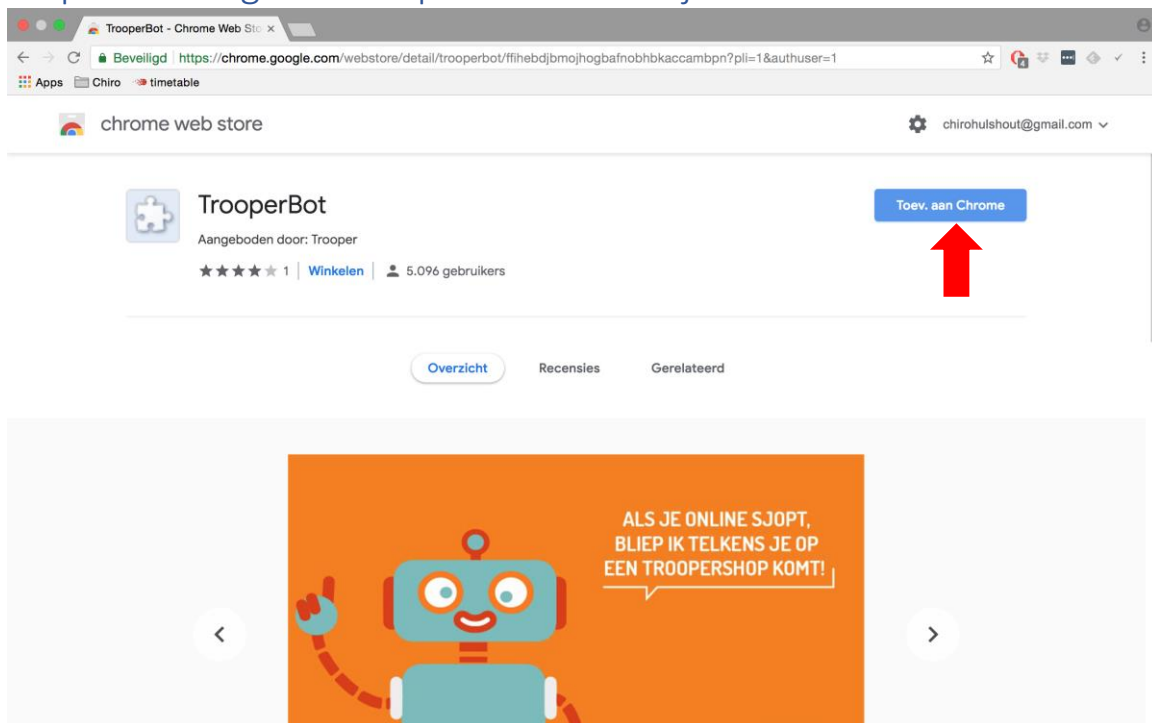 TrooperBot - Chrome Web Sto
Beveiligd https://chrome.google.com/webstore/detail/trooperbot/ffihebdjbmojhogbafnobhbkaccambpn?pli=1&authuser=1
Apps Chiro timetable
chrome web store
chirohulshout@gmail.com
TrooperBot
Toev. aan Chrome
Aangeboden door: Trooper
1 Winkelen 5.096 gebruikers
Overzicht Recensies Gerelateerd
ALS JE ONLINE SJOPT,
BLIEP IK TELKENS JE OP
EEN TROOPERSHOP KOMT!